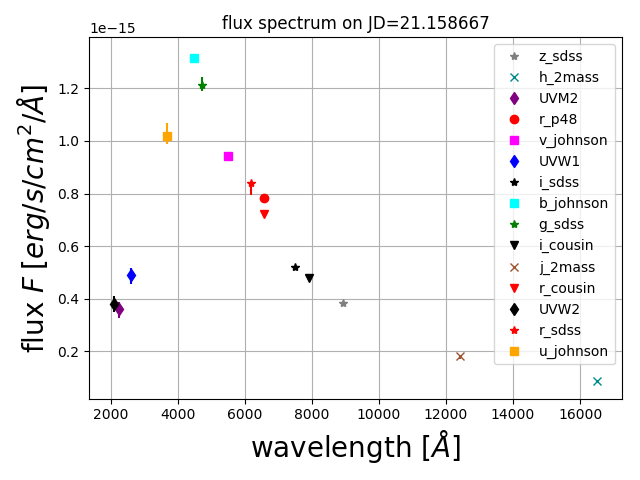 flux spectrum on JD=21.158667
1e−15
flux F [erg/s/cm²/Å]
1.2
1.0
0.8
0.6
0.4
0.2
z_sdss
h_2mass
UVM2
r_p48
v_johnson
UVW1
i_sdss
b_johnson
g_sdss
i_cousin
j_2mass
r_cousin
UVW2
r_sdss
u_johnson
2000 4000 6000 8000 10000 12000 14000 16000
wavelength [Å]